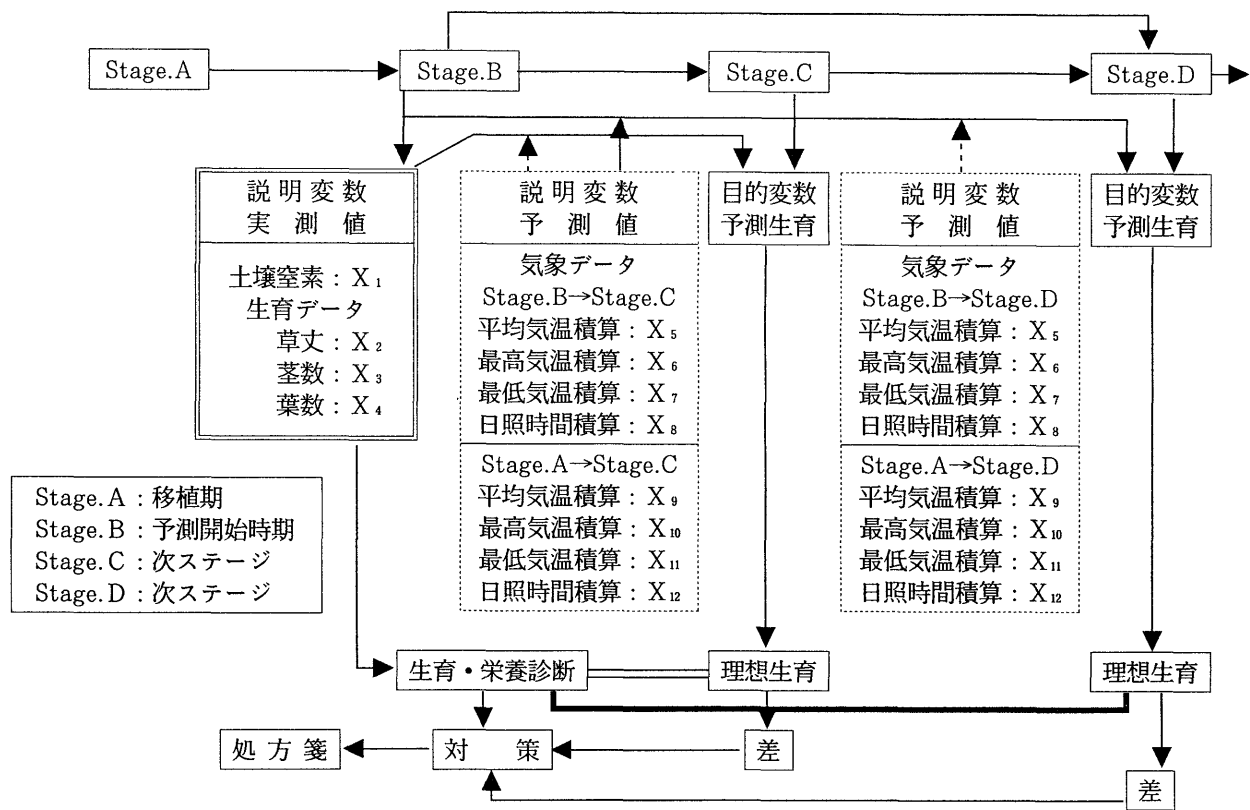 Stage.A
Stage.B
Stage.C
Stage.D
説明変数
実測値
土壌窒素：X₁
生育データ
草丈：X₂
茎数：X₃
葉数：X₄
説明変数
予測値
気象データ
Stage.B→Stage.C
平均気温積算：X₅
最高気温積算：X₆
最低気温積算：X₇
日照時間積算：X₈
Stage.A→Stage.C
平均気温積算：X₉
最高気温積算：X₁₀
最低気温積算：X₁₁
日照時間積算：X₁₂
目的変数
予測生育
説明変数
予測値
気象データ
Stage.B→Stage.D
平均気温積算：X₅
最高気温積算：X₆
最低気温積算：X₇
日照時間積算：X₈
Stage.A→Stage.D
平均気温積算：X₉
最高気温積算：X₁₀
最低気温積算：X₁₁
日照時間積算：X₁₂
目的変数
予測生育
Stage.A：移植期
Stage.B：予測開始時期
Stage.C：次ステージ
Stage.D：次ステージ
生育・栄養診断
理想生育
理想生育
処方箋
対策
差
差